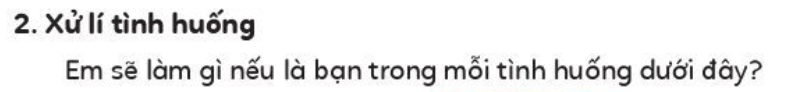 2. Xử lí tình huống
Em sẽ làm gì nếu là bạn trong mỗi tình huống dưới đây?